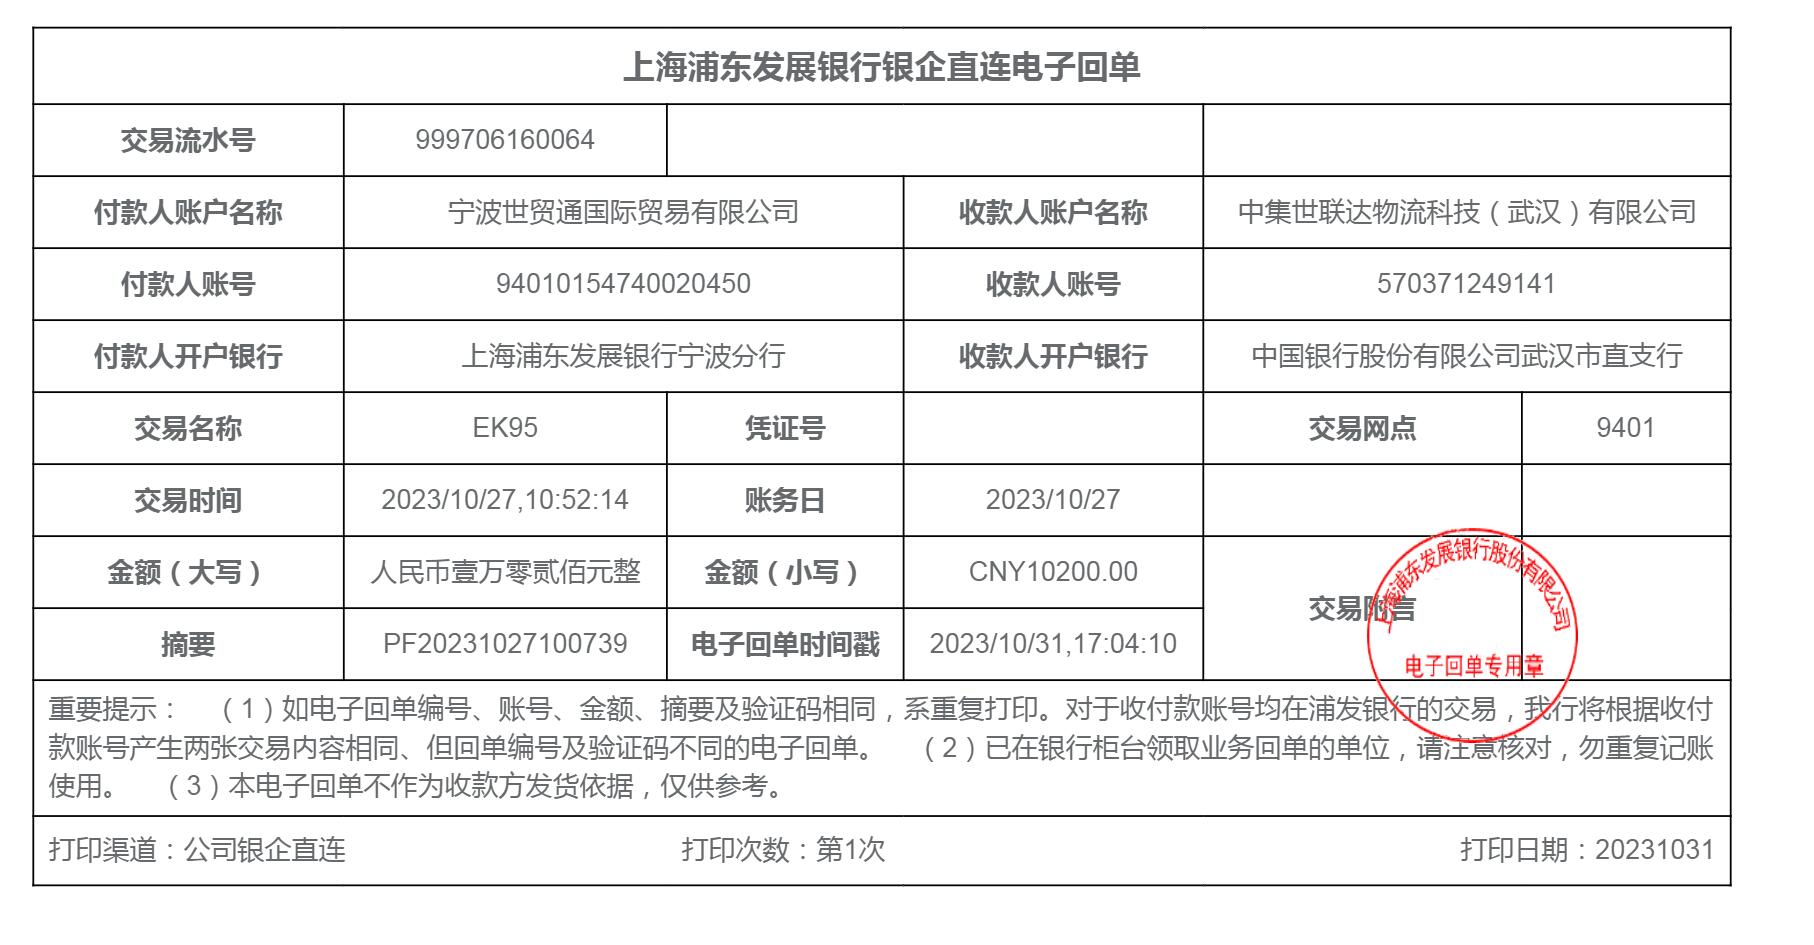 上海浦东发展银行银企直连电子回单
交易流水号 999706160064
付款人账户名称 宁波世贸通国际贸易有限公司 收款人账户名称 中集世联达物流科技（武汉）有限公司
付款人账号 94010154740020450 收款人账号 570371249141
付款人开户银行 上海浦东发展银行宁波分行 收款人开户银行 中国银行股份有限公司武汉市直支行
交易名称 EK95 凭证号 交易网点 9401
交易时间 2023/10/27,10:52:14 账务日 2023/10/27
金额（大写） 人民币壹万零贰佰元整 金额（小写） CNY10200.00
交易附言
摘要 PF20231027100739 电子回单时间戳 2023/10/31,17:04:10
上海浦东发展银行股份有限公司
电子回单专用章
重要提示： （1）如电子回单编号、账号、金额、摘要及验证码相同，系重复打印。对于收付款账号均在浦发银行的交易，我行将根据收付
款账号产生两张交易内容相同、但回单编号及验证码不同的电子回单。 （2）已在银行柜台领取业务回单的单位，请注意核对，勿重复记账
使用。 （3）本电子回单不作为收款方发货依据，仅供参考。
打印渠道：公司银企直连 打印次数：第1次 打印日期：20231031